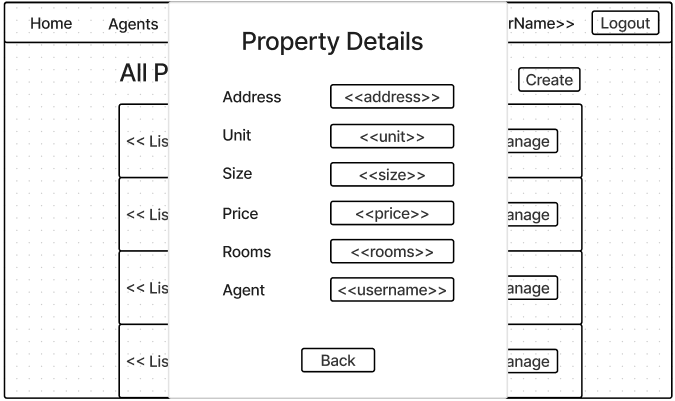 Home Agents rName>> Logout
Property Details
All P Create
Address <<address>>
Unit <<unit>>
<< Lis anage
Size <<size>>
Price <<price>>
<< Lis anage
Rooms <<rooms>>
Agent <<username>>
<< Lis anage
Back
<< Lis anage